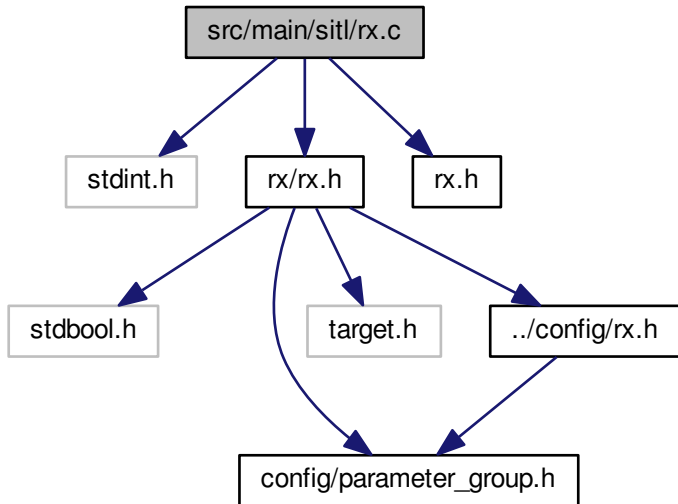 src/main/sitl/rx.c
stdint.h
rx/rx.h
rx.h
stdbool.h
target.h
../config/rx.h
config/parameter_group.h